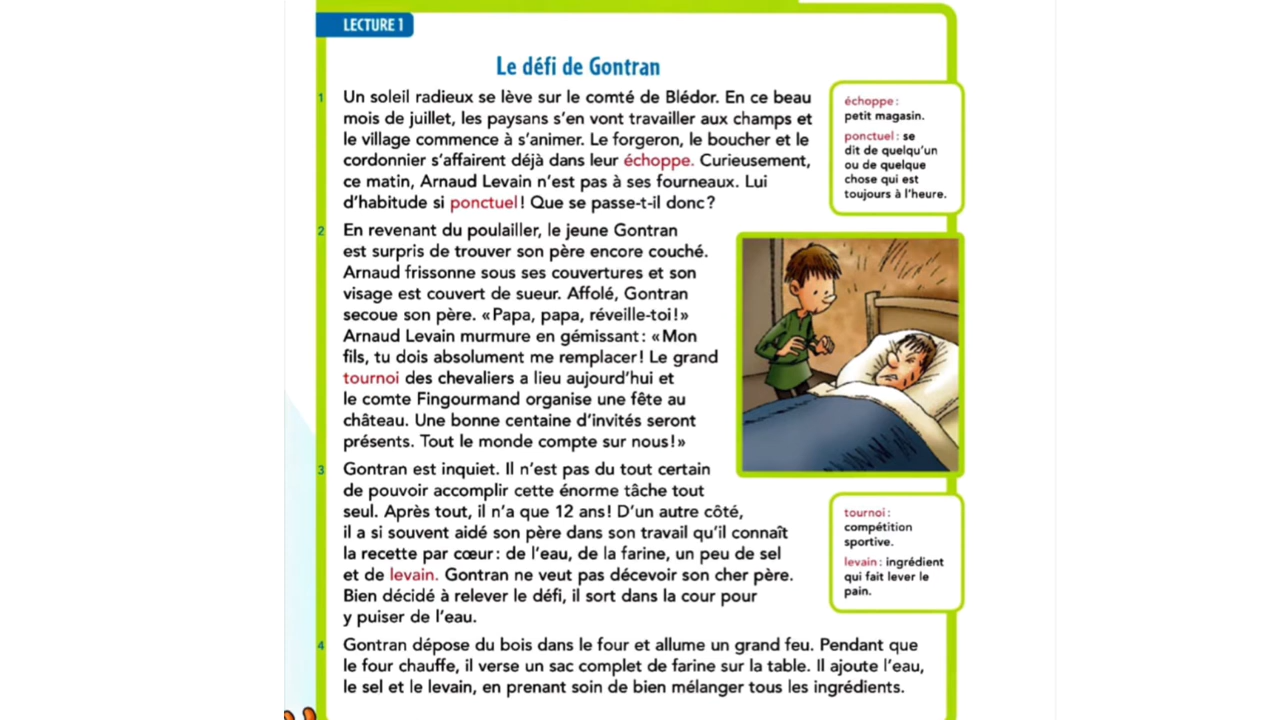 LECTURE 1
Le défi de Gontran
1 Un soleil radieux se lève sur le comté de Blédor. En ce beau
mois de juillet, les paysans s'en vont travailler aux champs et
le village commence à s'animer. Le forgeron, le boucher et le
cordonnier s'affairent déjà dans leur échoppe. Curieusement,
ce matin, Arnaud Levain n'est pas à ses fourneaux. Lui
d'habitude si ponctuel! Que se passe-t-il donc?
échoppe:
petit magasin.
ponctuel: se
dit de quelqu'un
ou de quelque
chose qui est
toujours à l'heure.
2 En revenant du poulailler, le jeune Gontran
est surpris de trouver son père encore couché.
Arnaud frissonne sous ses couvertures et son
visage est couvert de sueur. Affolé, Gontran
secoue son père. «Papa, papa, réveille-toi!»
Arnaud Levain murmure en gémissant: «Mon
fils, tu dois absolument me remplacer! Le grand
tournoi des chevaliers a lieu aujourd'hui et
le comte Fingourmand organise une fête au
château. Une bonne centaine d'invités seront
présents. Tout le monde compte sur nous!»
3 Gontran est inquiet. Il n'est pas du tout certain
de pouvoir accomplir cette énorme tâche tout
seul. Après tout, il n'a que 12 ans! D'un autre côté,
il a si souvent aidé son père dans son travail qu'il connaît
la recette par cœur: de l'eau, de la farine, un peu de sel
et de levain. Gontran ne veut pas décevoir son cher père.
Bien décidé à relever le défi, il sort dans la cour pour
y puiser de l'eau.
tournoi:
compétition
sportive.
levain: ingrédient
qui fait lever le
pain.
4 Gontran dépose du bois dans le four et allume un grand feu. Pendant que
le four chauffe, il verse un sac complet de farine sur la table. Il ajoute l'eau,
le sel et le levain, en prenant soin de bien mélanger tous les ingrédients.